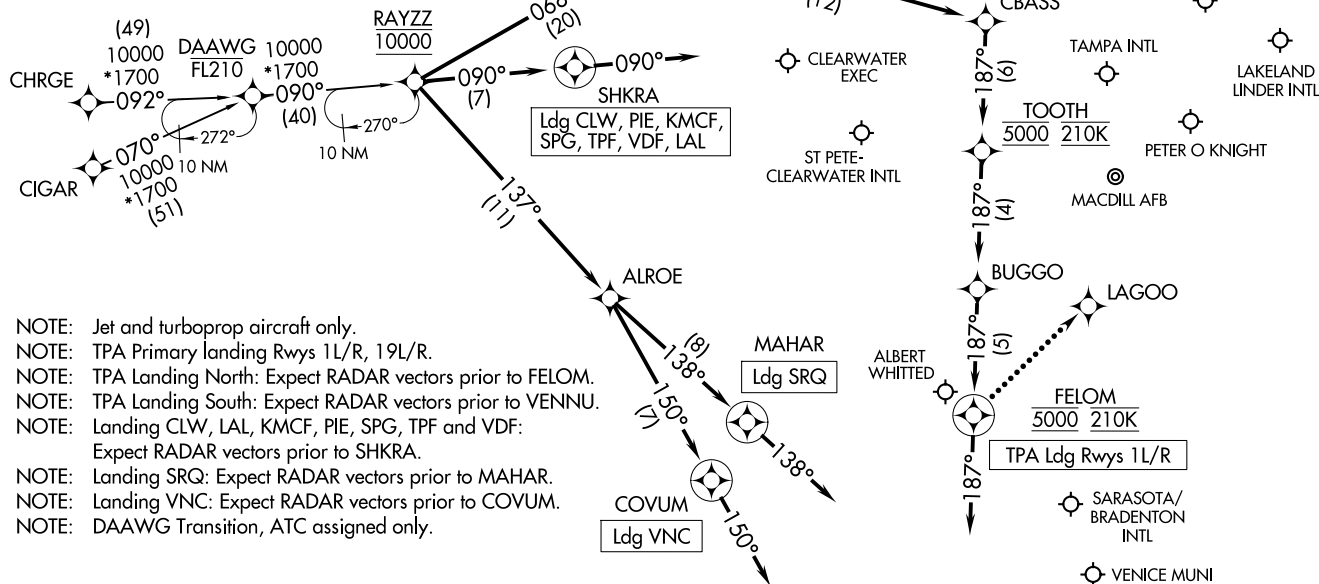 (49)
10000
*1700
CHRGE
092°
DAAWG
FL210
10000
*1700
090°
(40)
272°
10 NM
270°
10 NM
CIGAR
070°
10000
*1700
(51)
RAYZZ
10000
(20)
090°
(7)
SHKRA
090°
Ldg CLW, PIE, KMCF,
SPG, TPF, VDF, LAL
137°
(11)
ALROE
(8)
138°
MAHAR
Ldg SRQ
138°
150°
(7)
COVUM
Ldg VNC
150°
(12)
CBASS
187°
(6)
TOOTH
5000 210K
187°
(4)
BUGGO
187°
(5)
LAGOO
FELOM
5000 210K
TPA Ldg Rwys 1L/R
187°
CLEARWATER
EXEC
ST PETE-
CLEARWATER INTL
TAMPA INTL
LAKELAND
LINDER INTL
PETER O KNIGHT
MACDILL AFB
ALBERT
WHITTED
SARASOTA/
BRADENTON
INTL
VENICE MUNI
NOTE: Jet and turboprop aircraft only.
NOTE: TPA Primary landing Rwys 1L/R, 19L/R.
NOTE: TPA Landing North: Expect RADAR vectors prior to FELOM.
NOTE: TPA Landing South: Expect RADAR vectors prior to VENNU.
NOTE: Landing CLW, LAL, KMCF, PIE, SPG, TPF and VDF:
Expect RADAR vectors prior to SHKRA.
NOTE: Landing SRQ: Expect RADAR vectors prior to MAHAR.
NOTE: Landing VNC: Expect RADAR vectors prior to COVUM.
NOTE: DAAWG Transition, ATC assigned only.